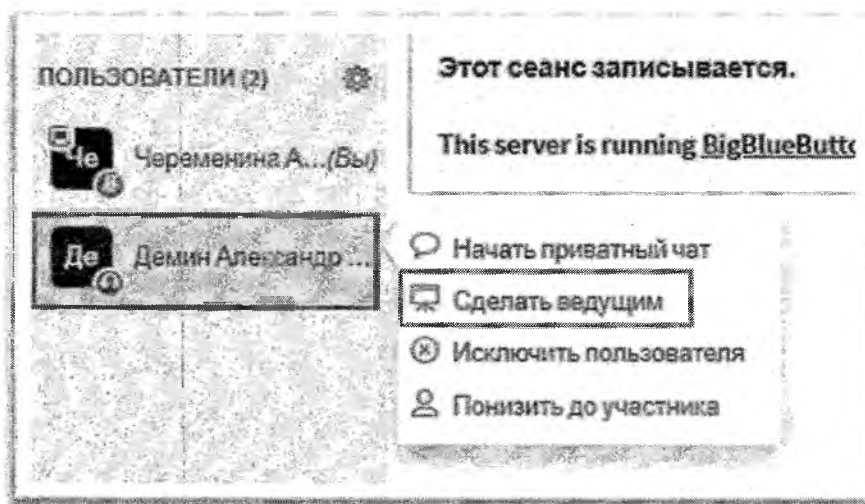 ПОЛЬЗОВАТЕЛИ (2)
Че
Череменина А...(Вы)
Де
Демин Александр ...
Этот сеанс записывается.
This server is running BigBlueButto
Начать приватный чат
Сделать ведущим
Исключить пользователя
Понизить до участника